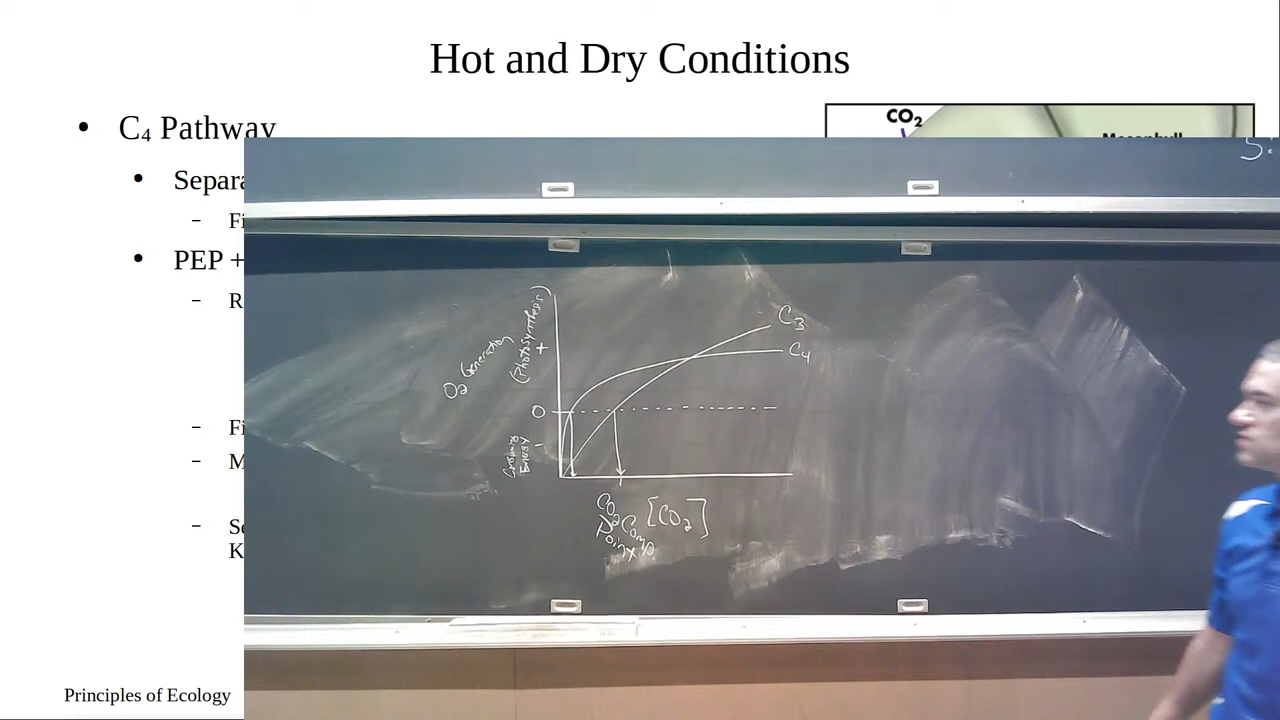 Hot and Dry Conditions
• C₄ Pathway
CO₂
• Separa
– Fi
• PEP +
– R
– Fi
– M
– Se
K
O₂ Generation
(Photosynthesis)
+
0
-
Consuming
Energy
C₃
C₄
CO₂ Comp.
Point
[CO₂]
Principles of Ecology